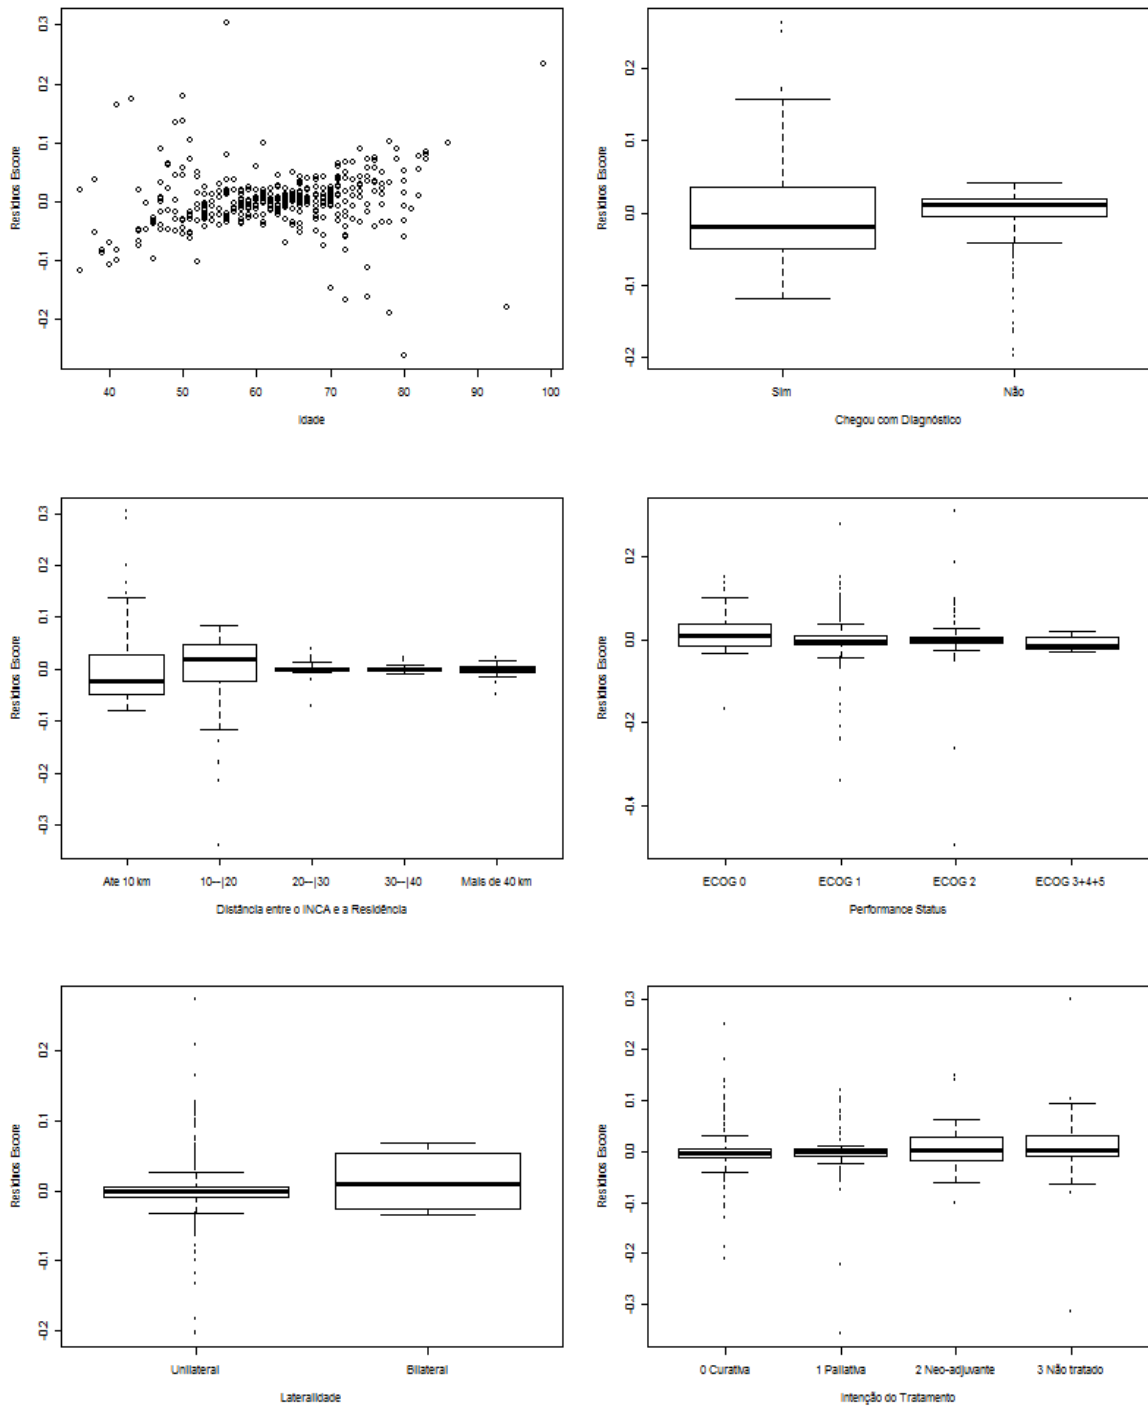 Resíduos Escore
0.3
0.2
0.1
0.0
-0.1
-0.2
40 50 60 70 80 90 100
Idade
Resíduos Escore
0.2
0.1
0.0
-0.1
-0.2
Sim Não
Chegou com Diagnóstico
Resíduos Escore
0.3
0.2
0.1
0.0
-0.1
-0.2
-0.3
Ate 10 km 10--|20 20--|30 30--|40 Mais de 40 km
Distância entre o INCA e a Residência
Resíduos Escore
0.2
0.0
-0.2
-0.4
ECOG 0 ECOG 1 ECOG 2 ECOG 3+4+5
Performance Status
Resíduos Escore
0.2
0.1
0.0
-0.1
-0.2
Unilateral Bilateral
Lateralidade
Resíduos Escore
0.3
0.2
0.1
0.0
-0.1
-0.2
-0.3
0 Curativa 1 Paliativa 2 Neo-adjuvante 3 Não tratado
Intenção do Tratamento